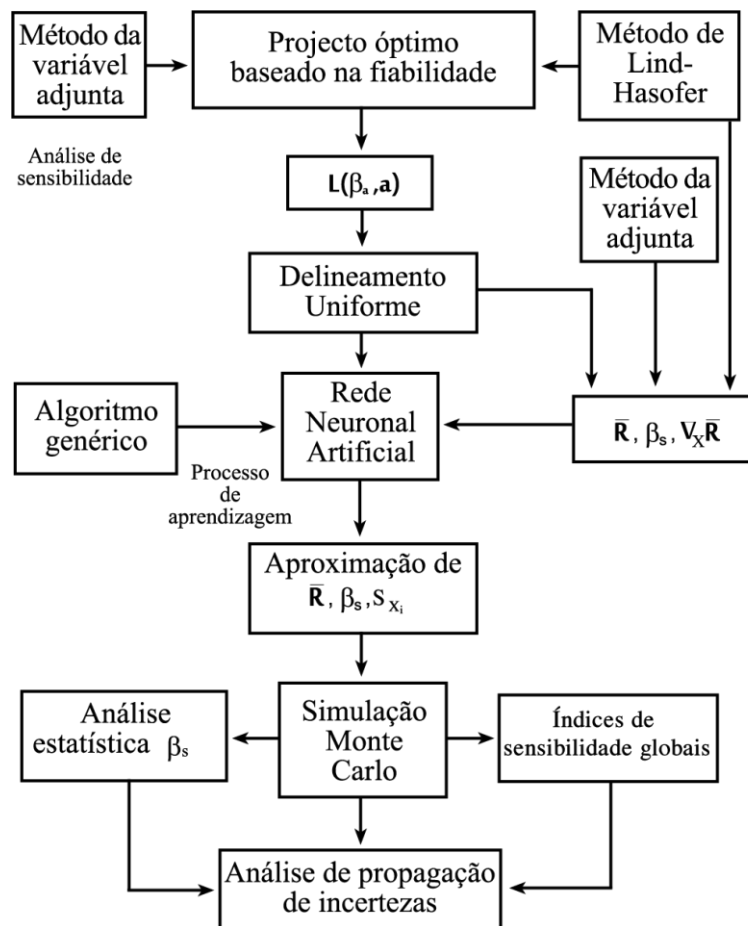 Método da
variável
adjunta
Projecto óptimo
baseado na fiabilidade
Método de
Lind-
Hasofer
Análise de
sensibilidade
L(βₐ,a)
Método da
variável
adjunta
Delineamento
Uniforme
Algoritmo
genérico
Rede
Neuronal
Artificial
R̄, βₛ, ∇ₓR̄
Processo
de
aprendizagem
Aproximação de
R̄, βₛ, S_Xᵢ
Análise
estatística βₛ
Simulação
Monte
Carlo
Índices de
sensibilidade globais
Análise de propagação
de incertezas